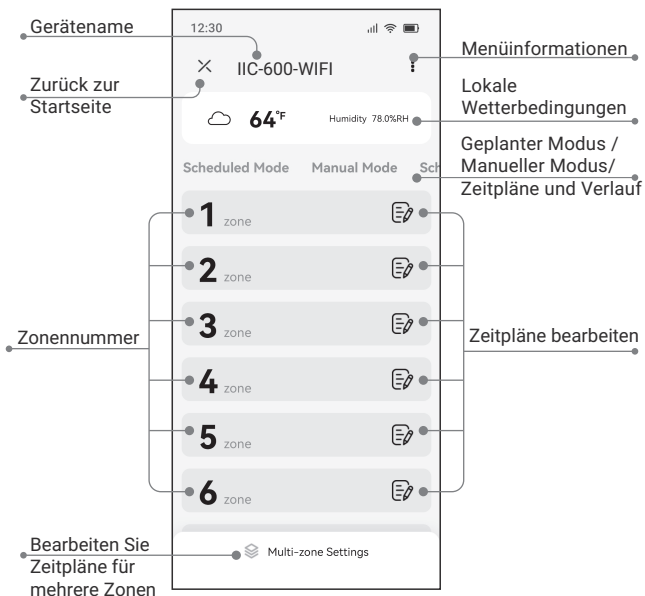 Gerätename
Zurück zur
Startseite
12:30
IIC-600-WIFI
64°F
Humidity 78.0%RH
Menüinformationen
Lokale
Wetterbedingungen
Geplanter Modus /
Manueller Modus/
Zeitpläne und Verlauf
Scheduled Mode Manual Mode Sch
1 zone
2 zone
3 zone
4 zone
5 zone
6 zone
Zonennummer
Zeitpläne bearbeiten
Bearbeiten Sie
Zeitpläne für
mehrere Zonen
Multi-zone Settings